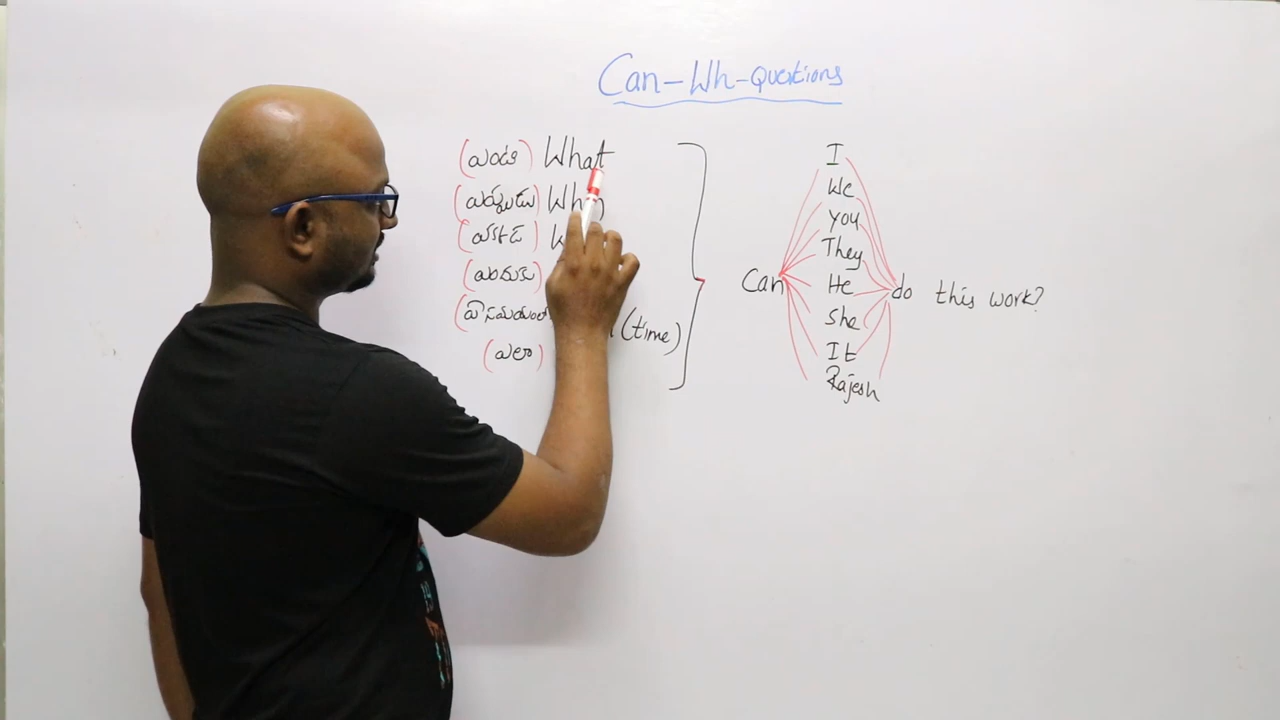 Can-Wh-Questions
(ఏంటి) What
(ఎప్పుడు)
(ఎక్కడ)
(ఎందుకు)
(time)
(ఎలా)
Can
I
We
you
They
He
She
It
Rajesh
do this work?